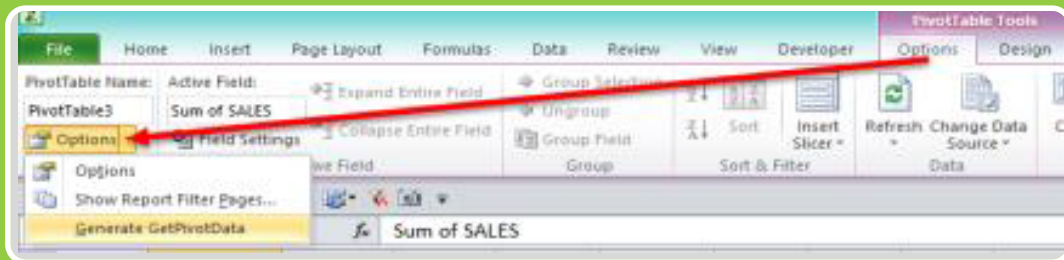 PivotTable Tools
File Home Insert Page Layout Formulas Data Review View Developer Options Design
PivotTable Name: Active Field: Expand Entire Field Group Selection
PivotTable3 Sum of SALES Ungroup Sort Insert Slicer Refresh Change Data Source
Options Field Settings Collapse Entire Field Group Field
Group Sort & Filter Data
Options
Show Report Filter Pages...
Generate GetPivotData
fx Sum of SALES